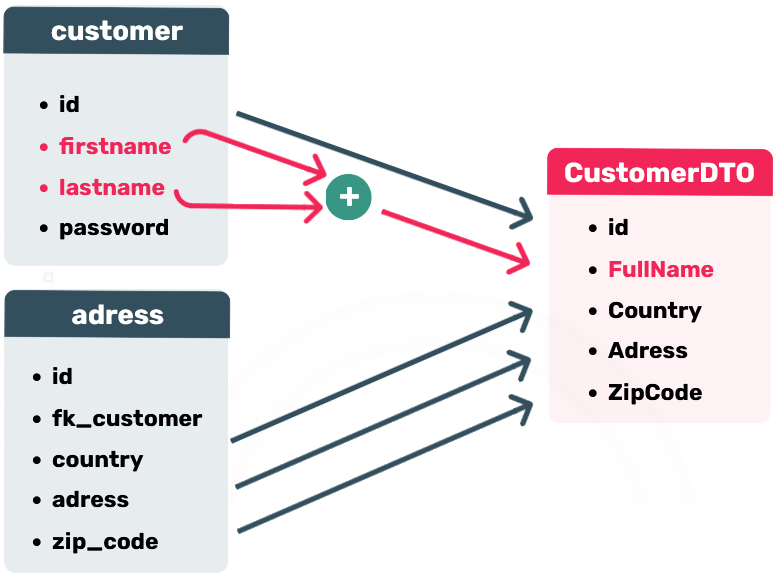 customer
• id
• firstname
• lastname
• password
+
adress
• id
• fk_customer
• country
• adress
• zip_code
CustomerDTO
• id
• FullName
• Country
• Adress
• ZipCode